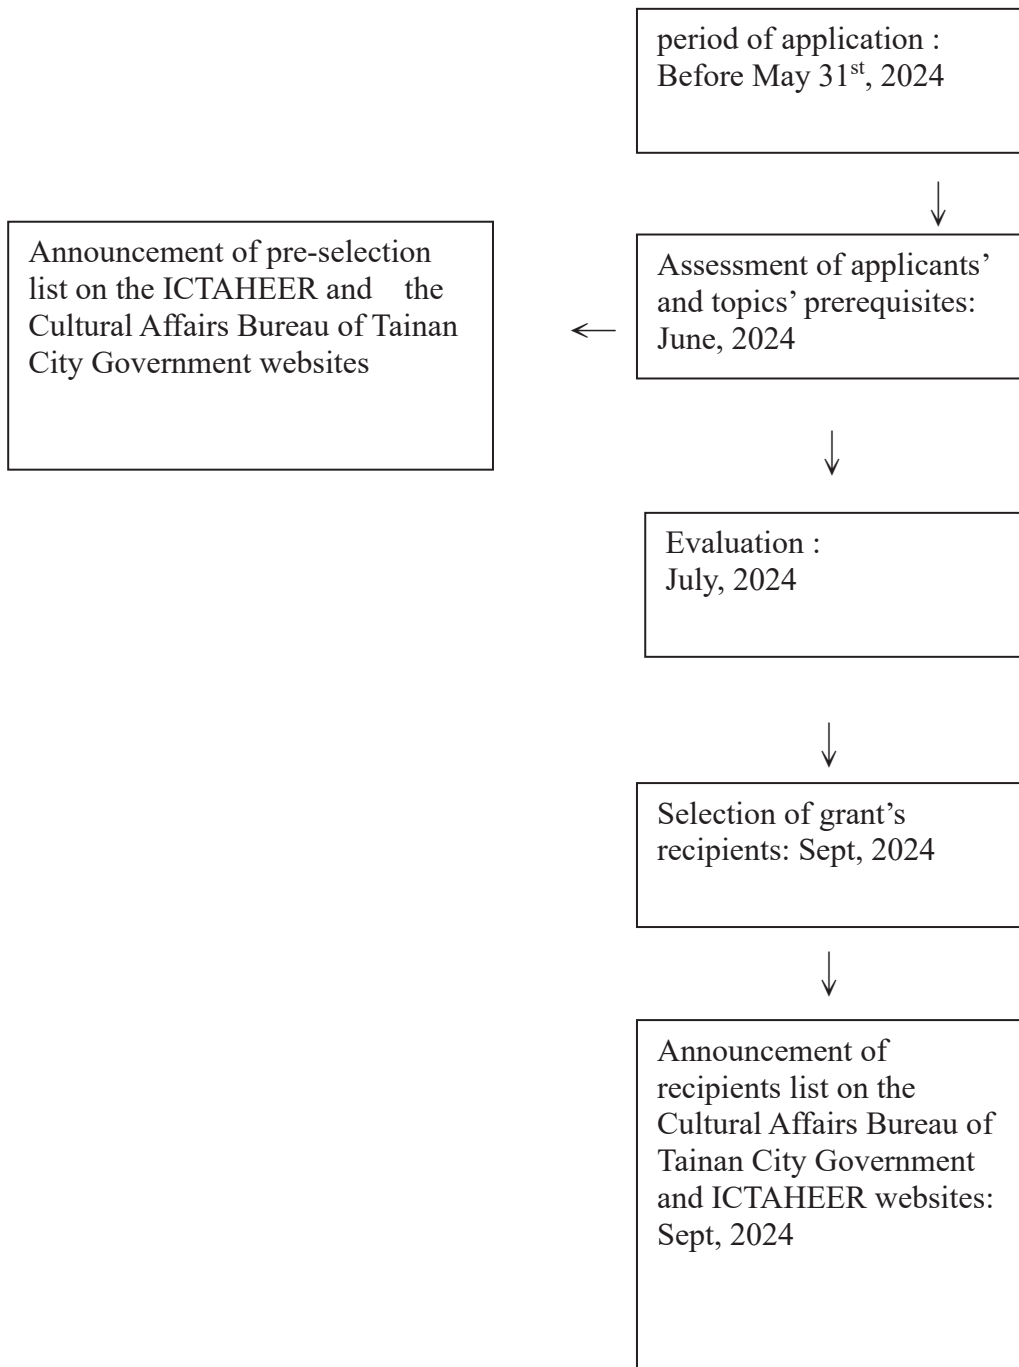 period of application :
Before May 31st, 2024
Announcement of pre-selection
list on the ICTAHEER and the
Cultural Affairs Bureau of Tainan
City Government websites
Assessment of applicants’
and topics’ prerequisites:
June, 2024
Evaluation :
July, 2024
Selection of grant’s
recipients: Sept, 2024
Announcement of
recipients list on the
Cultural Affairs Bureau of
Tainan City Government
and ICTAHEER websites:
Sept, 2024